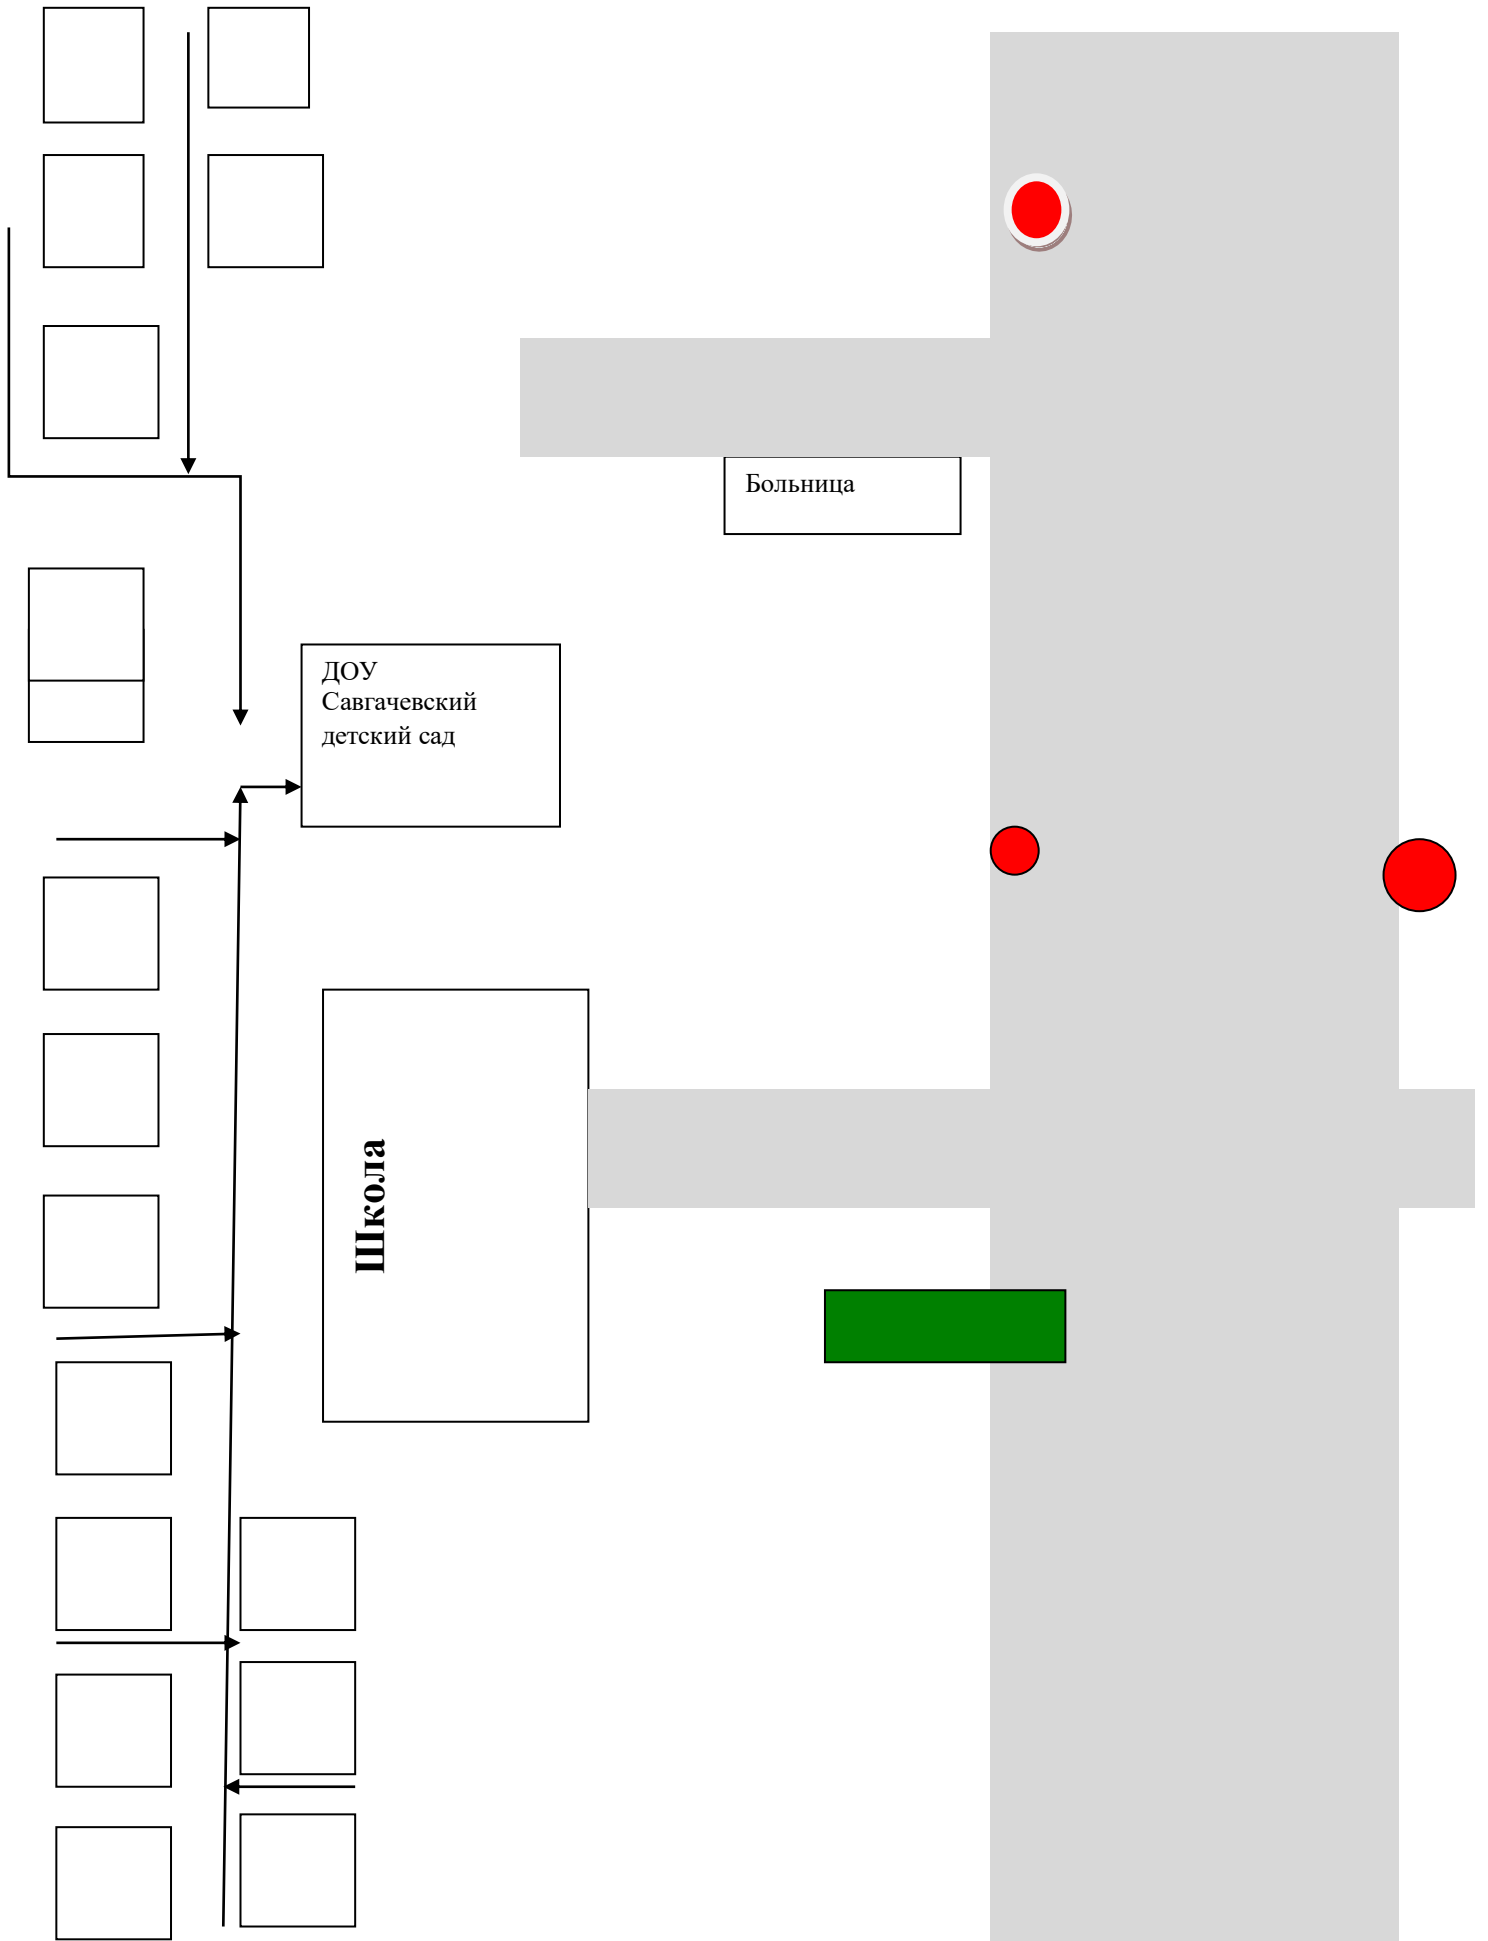 Больница
ДОУ
Савгачевский
детский сад
Школа